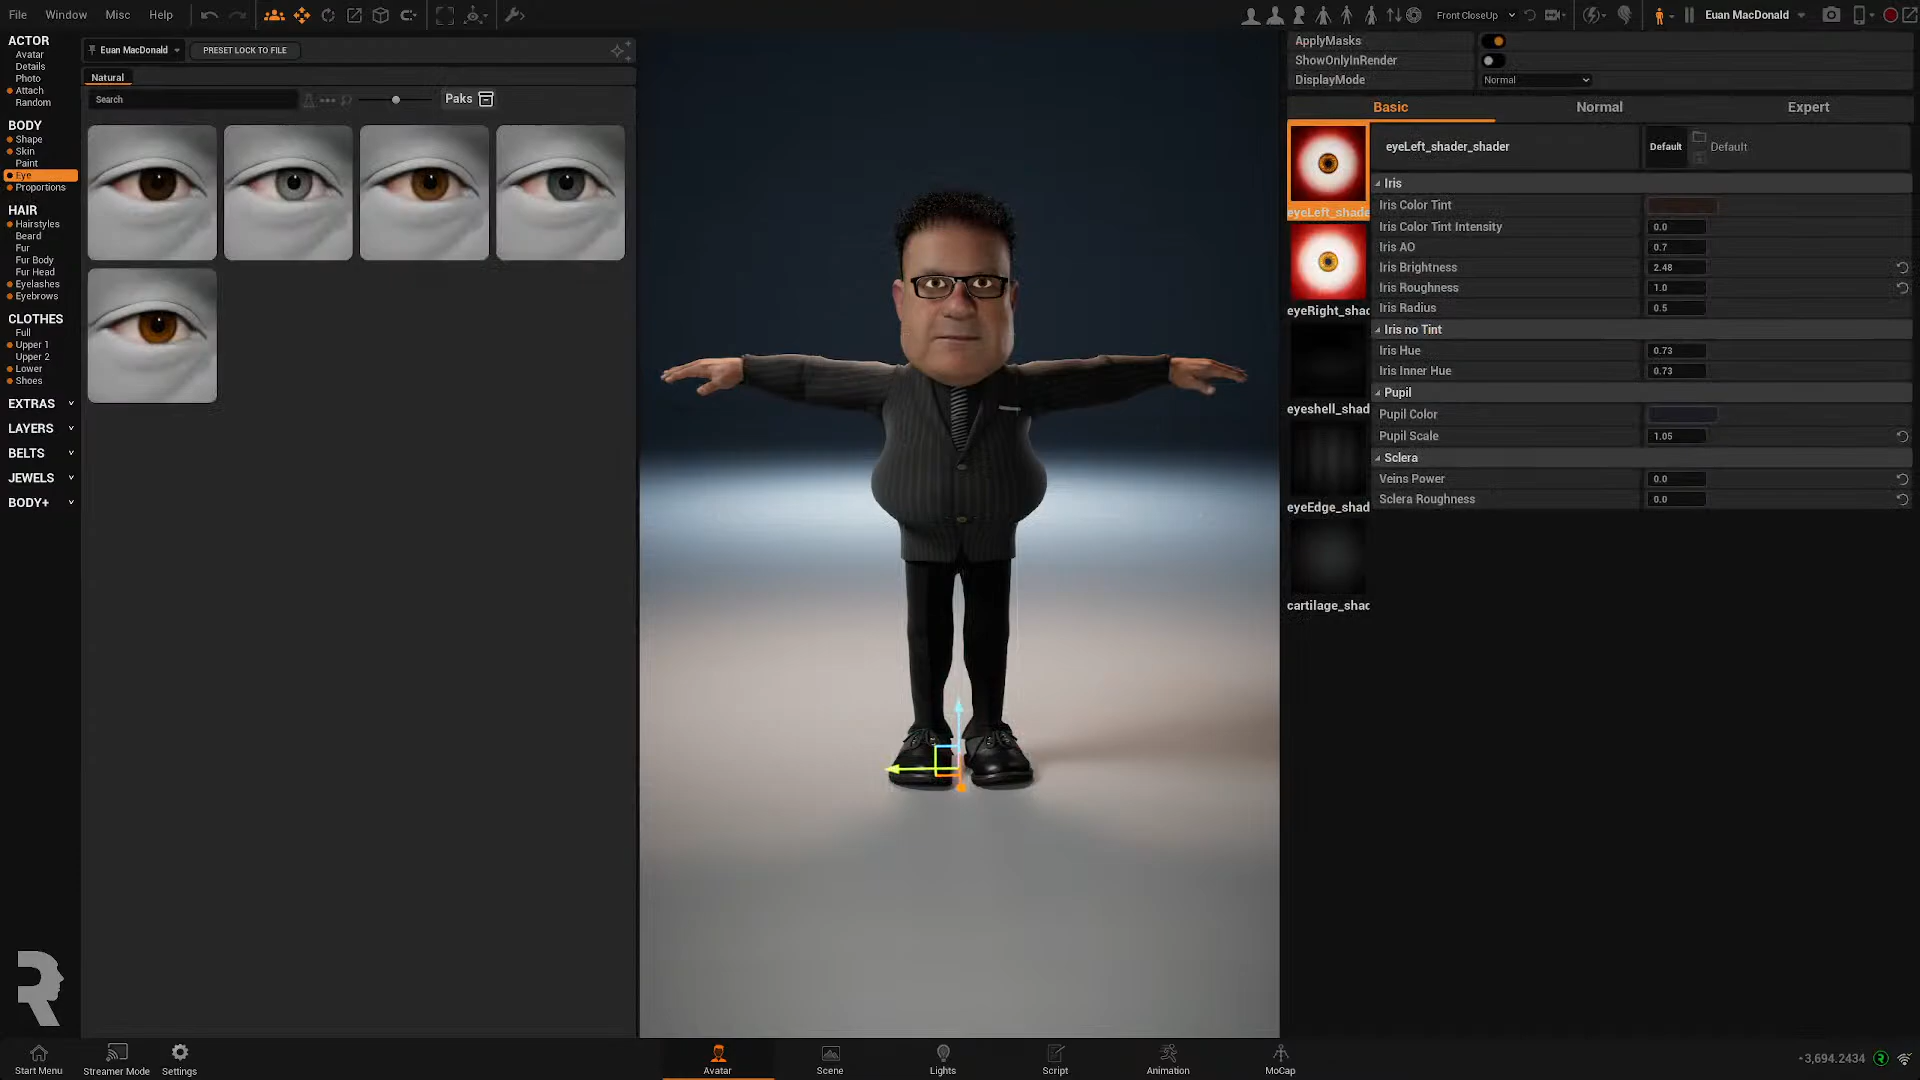 File Window Misc Help
Front CloseUp
Euan MacDonald
ACTOR
Avatar
Details
Photo
Attach
Random
BODY
Shape
Skin
Paint
Eye
Proportions
HAIR
Hairstyles
Beard
Fur
Fur Body
Fur Head
Eyelashes
Eyebrows
CLOTHES
Full
Upper 1
Upper 2
Lower
Shoes
EXTRAS
LAYERS
BELTS
JEWELS
BODY+
Euan MacDonald PRESET LOCK TO FILE
Natural
Search Paks
ApplyMasks
ShowOnlyInRender
DisplayMode Normal
Basic Normal Expert
eyeLeft_shade
eyeRight_shad
eyeshell_shad
eyeEdge_shad
cartilage_shad
eyeLeft_shader_shader Default Default
Iris
Iris Color Tint
Iris Color Tint Intensity 0.0
Iris AO 0.7
Iris Brightness 2.48
Iris Roughness 1.0
Iris Radius 0.5
Iris no Tint
Iris Hue 0.73
Iris Inner Hue 0.73
Pupil
Pupil Color
Pupil Scale 1.05
Sclera
Veins Power 0.0
Sclera Roughness 0.0
Start Menu Streamer Mode Settings
Avatar Scene Lights Script Animation MoCap
-3,694.2434